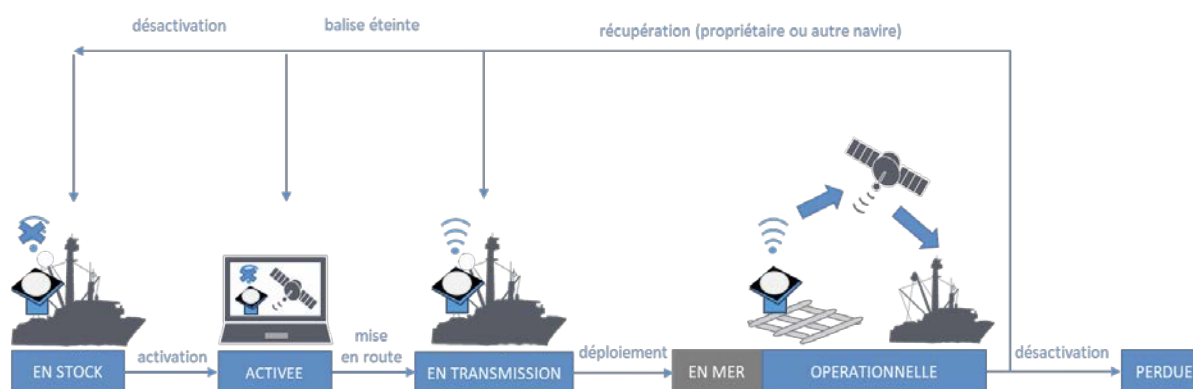 désactivation
balise éteinte
récupération (propriétaire ou autre navire)
EN STOCK
activation
ACTIVEE
mise
en route
EN TRANSMISSION
déploiement
EN MER
OPERATIONNELLE
désactivation
PERDUE